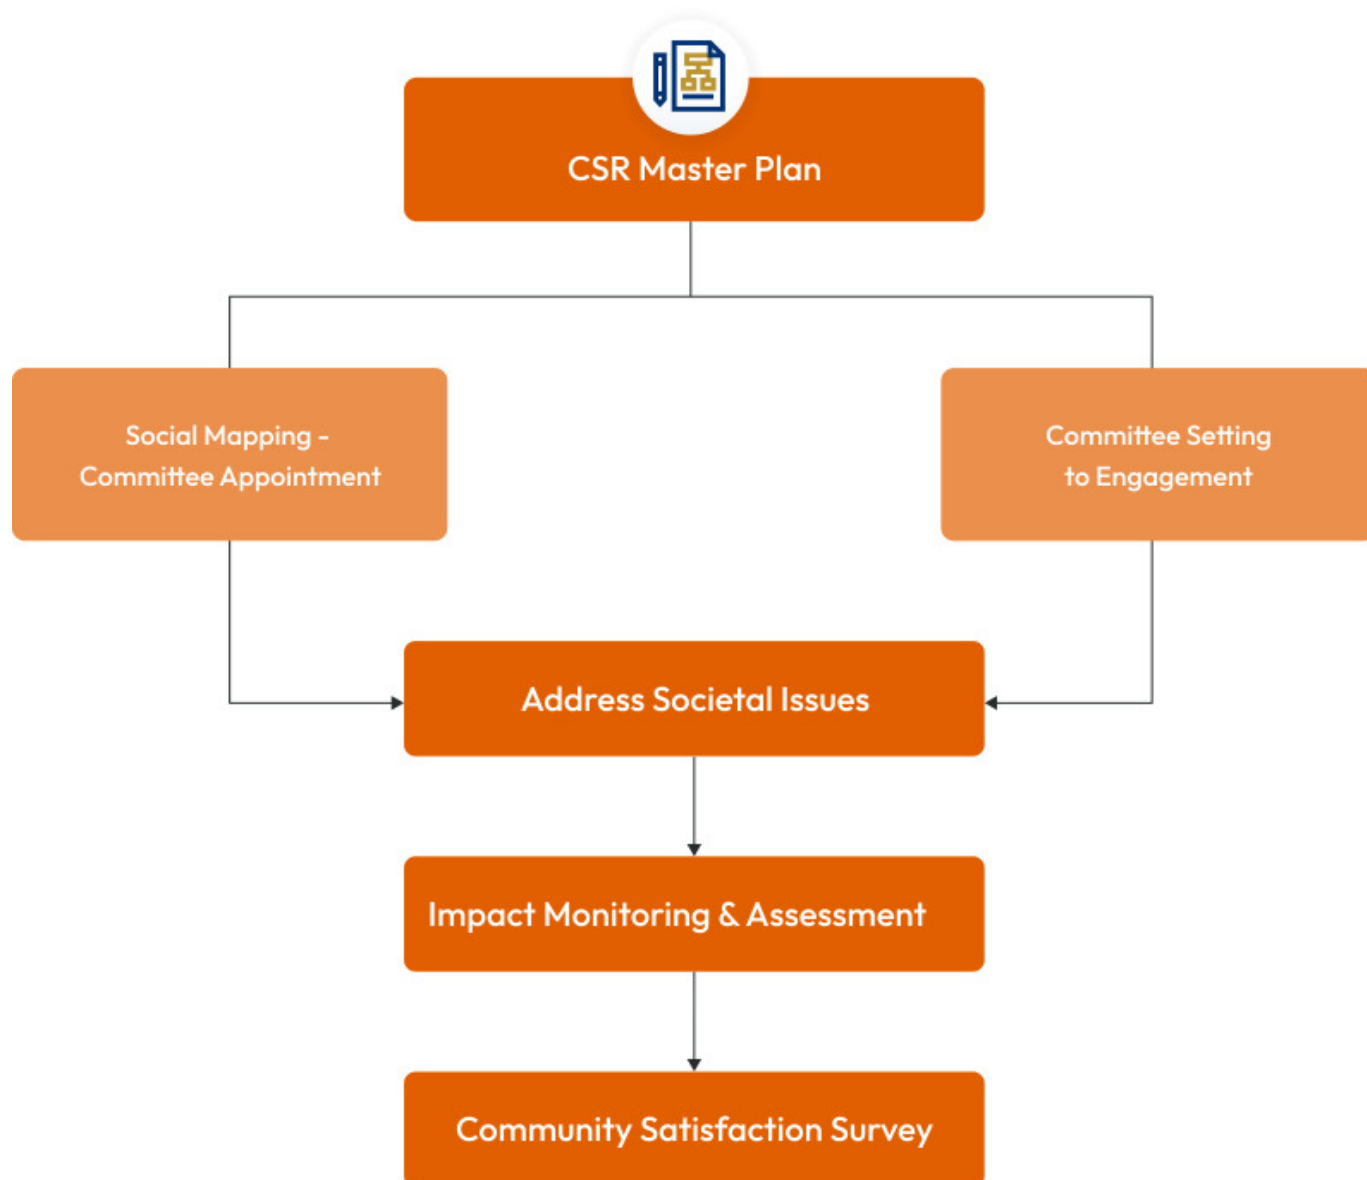 CSR Master Plan
Social Mapping -
Committee Appointment
Committee Setting
to Engagement
Address Societal Issues
Impact Monitoring & Assessment
Community Satisfaction Survey